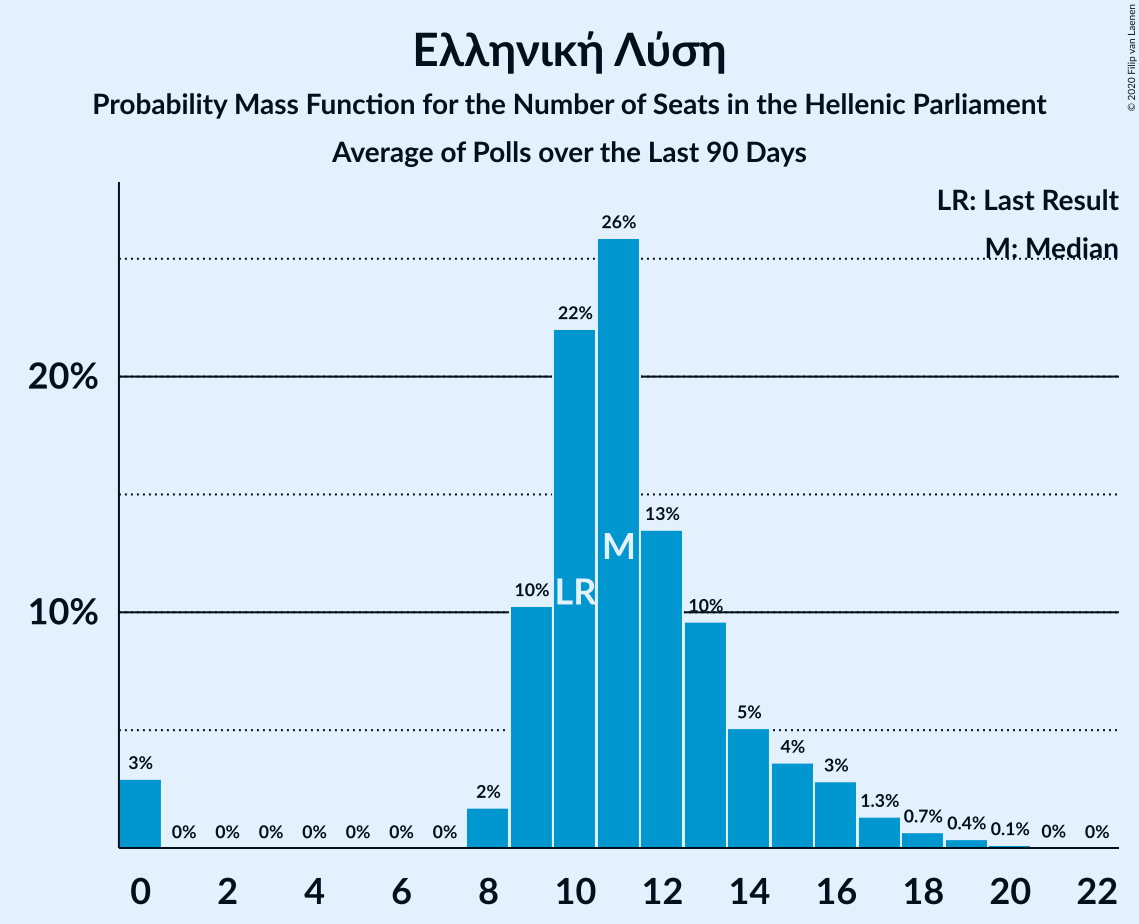 © 2020 Filip van Laenen
Ελληνική Λύση
Probability Mass Function for the Number of Seats in the Hellenic Parliament
Average of Polls over the Last 90 Days
LR: Last Result
M: Median
26%
22%
20%
M
13%
10%
LR
10%
10%
5%
4%
3%
3%
2%
1.3%
0.7%
0.4%
0.1%
0%
0%
0%
0%
0%
0%
0%
0%
0%
0 2 4 6 8 10 12 14 16 18 20 22